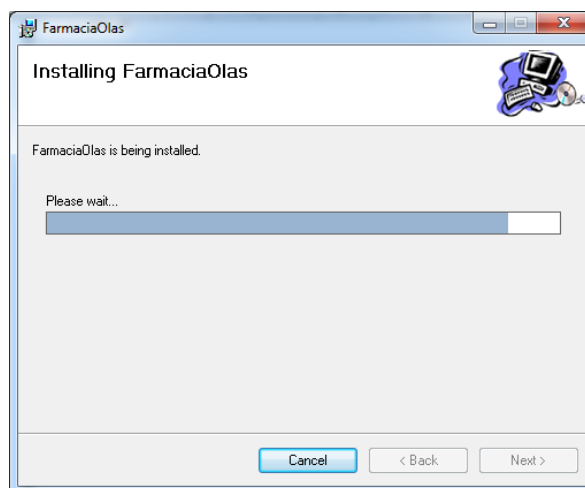 FarmaciaOlas
Installing FarmaciaOlas
FarmaciaOlas is being installed.
Please wait...
Cancel
< Back
Next >